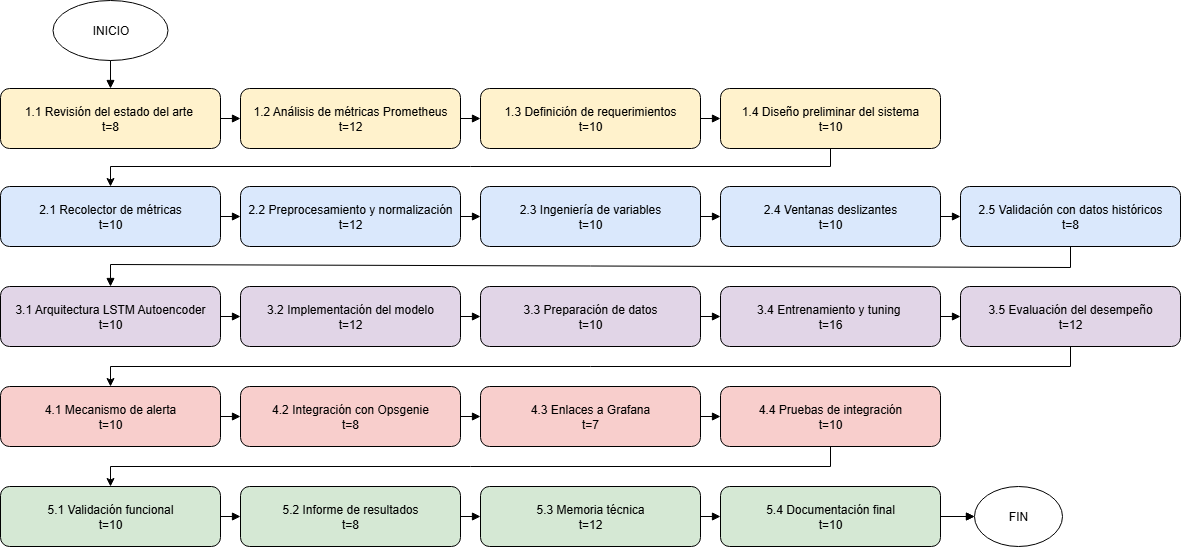 INICIO
1.1 Revisión del estado del arte
t=8
1.2 Análisis de métricas Prometheus
t=12
1.3 Definición de requerimientos
t=10
1.4 Diseño preliminar del sistema
t=10
2.1 Recolector de métricas
t=10
2.2 Preprocesamiento y normalización
t=12
2.3 Ingeniería de variables
t=10
2.4 Ventanas deslizantes
t=10
2.5 Validación con datos históricos
t=8
3.1 Arquitectura LSTM Autoencoder
t=10
3.2 Implementación del modelo
t=12
3.3 Preparación de datos
t=10
3.4 Entrenamiento y tuning
t=16
3.5 Evaluación del desempeño
t=12
4.1 Mecanismo de alerta
t=10
4.2 Integración con Opsgenie
t=8
4.3 Enlaces a Grafana
t=7
4.4 Pruebas de integración
t=10
5.1 Validación funcional
t=10
5.2 Informe de resultados
t=8
5.3 Memoria técnica
t=12
5.4 Documentación final
t=10
FIN